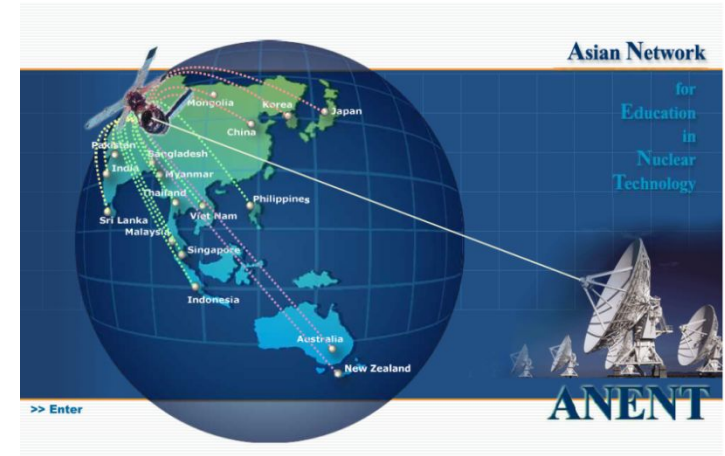 Asian Network
for
Education
in
Nuclear
Technology
Mongolia
Korea
Japan
China
Pakistan
Bangladesh
India
Myanmar
Thailand
Philippines
Sri Lanka
Viet Nam
Malaysia
Singapore
Indonesia
Australia
New Zealand
>> Enter
ANENT